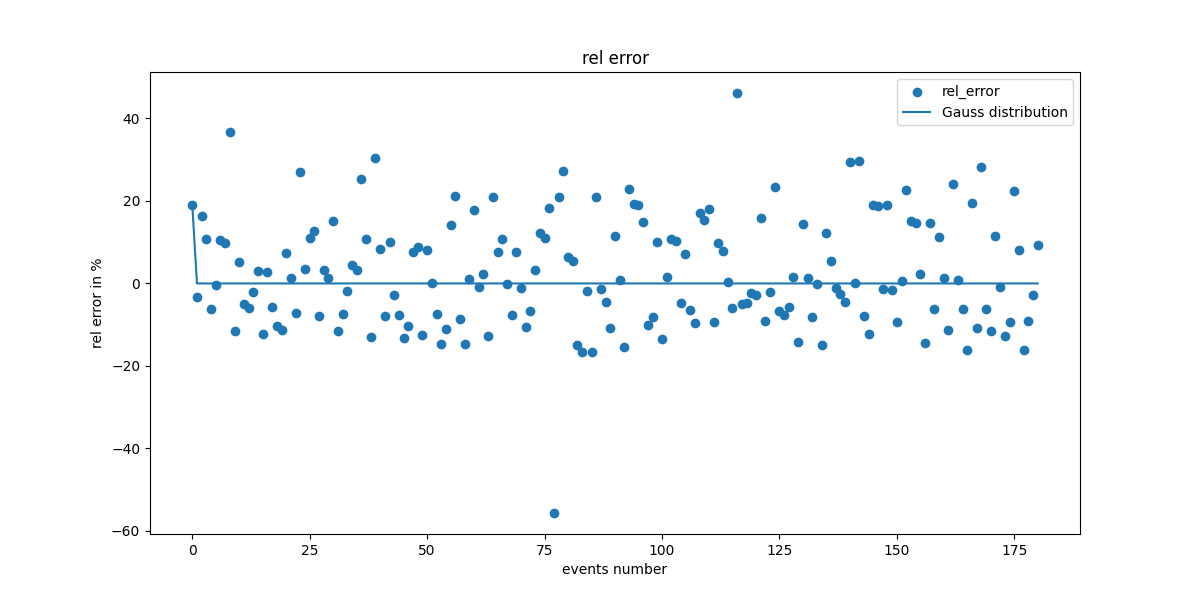 rel error
rel_error
Gauss distribution
rel error in %
40
20
0
−20
−40
−60
0 25 50 75 100 125 150 175
events number